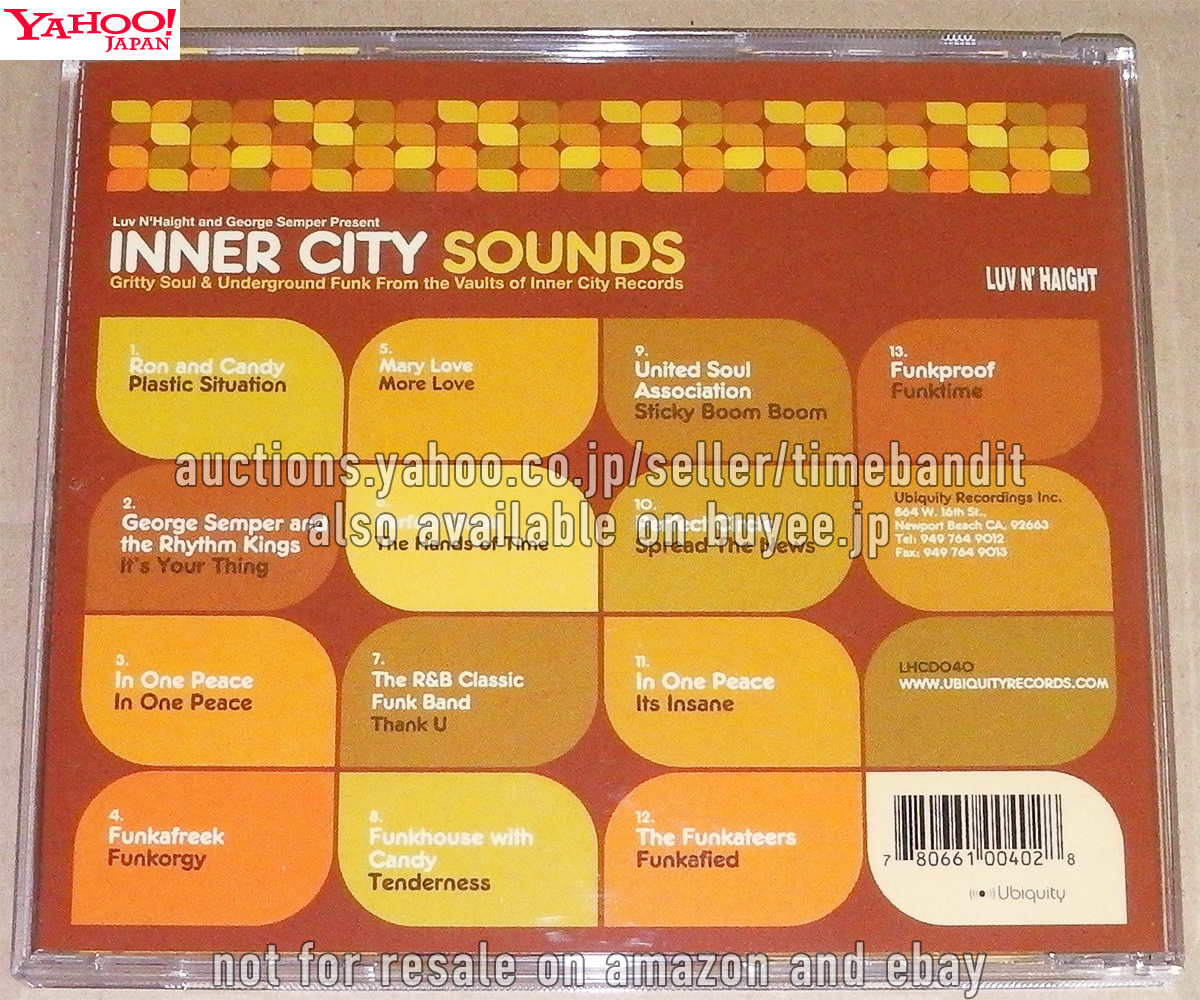 YAHOO!
JAPAN
Luv N'Haight and George Semper Present
INNER CITY SOUNDS
Gritty Soul & Underground Funk From the Vaults of Inner City Records
LUV N' HAIGHT
1.
Ron and Candy
Plastic Situation
2.
George Semper and
the Rhythm Kings
It's Your Thing
3.
In One Peace
In One Peace
4.
Funkafreek
Funkorgy
5.
Mary Love
More Love
The Hands of Time
7.
The R&B Classic
Funk Band
Thank U
8.
Funkhouse with
Candy
Tenderness
9.
United Soul
Association
Sticky Boom Boom
10.
Perfect Circle
Spread The News
11.
In One Peace
Its Insane
12.
The Funkateers
Funkafied
13.
Funkproof
Funktime
Ubiquity Recordings Inc.
864 W. 16th St.,
Newport Beach CA, 92663
Tel: 949 764 9012
Fax: 949 764 9013
LHCD040
WWW.UBIQUITYRECORDS.COM
7 80661 00402 8
Ubiquity
auctions.yahoo.co.jp/seller/timebandit
also available on buyee.jp
not for resale on amazon and ebay